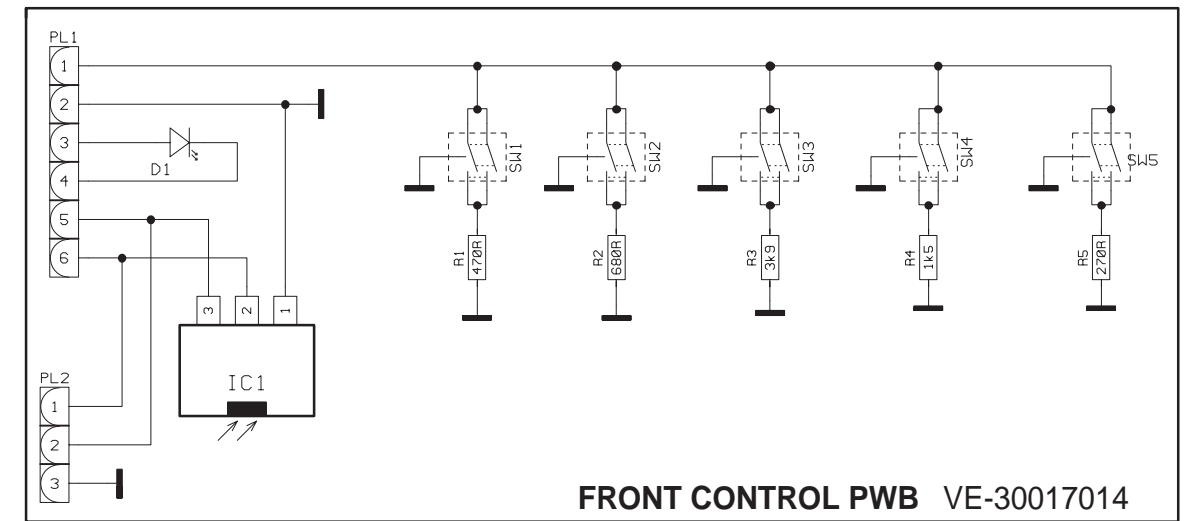 PL1
1
2
3
4
5
6
D1
SW1
SW2
SW3
SW4
SW5
R1
470R
R2
680R
R3
3k9
R4
1k5
R5
270R
3
2
1
IC1
PL2
1
2
3
FRONT CONTROL PWB VE-30017014